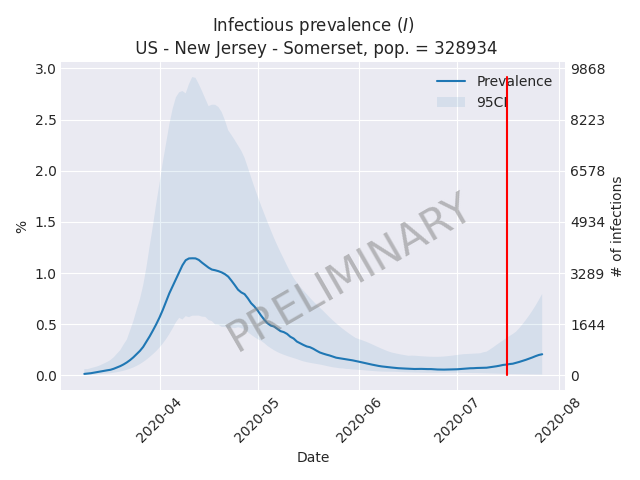 Infectious prevalence (I)
US - New Jersey - Somerset, pop. = 328934
3.0
2.5
2.0
1.5
1.0
0.5
0.0
%
9868
8223
6578
4934
3289
1644
0
# of infections
Prevalence
95CI
PRELIMINARY
2020-04
2020-05
2020-06
2020-07
2020-08
Date